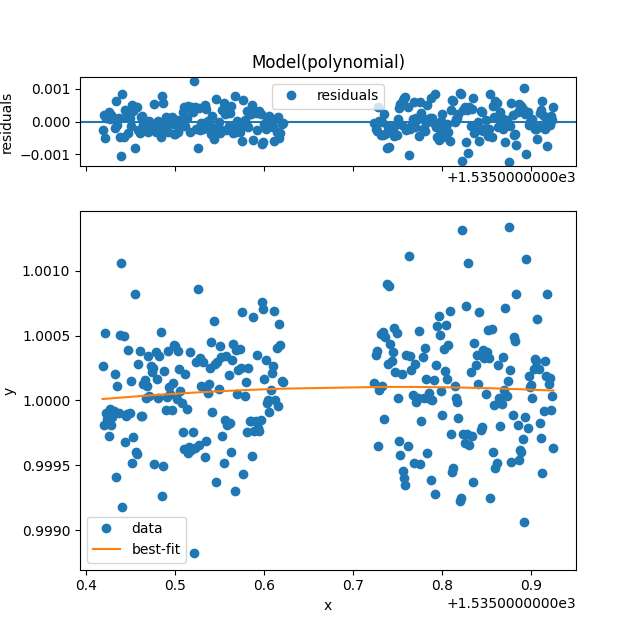 Model(polynomial)
residuals
0.001
0.000
−0.001
residuals
+1.5350000000e3
y
1.0010
1.0005
1.0000
0.9995
0.9990
data
best-fit
0.4 0.5 0.6 0.7 0.8 0.9
x
+1.5350000000e3